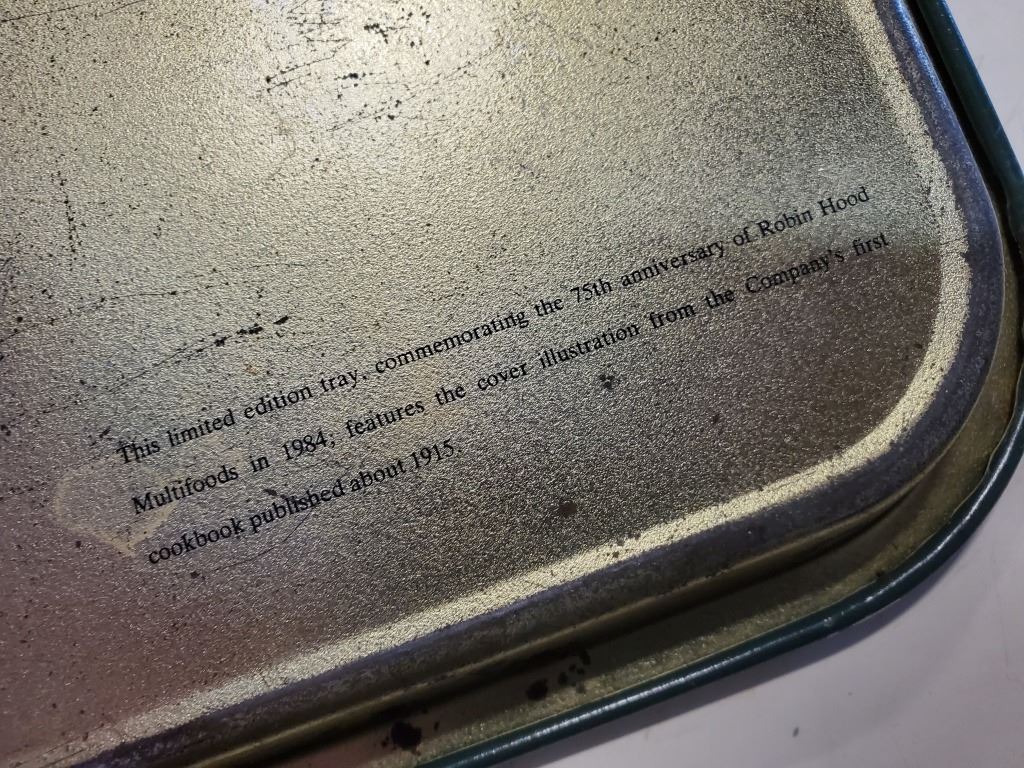 This limited edition tray, commemorating the 75th anniversary of Robin Hood
Multifoods in 1984, features the cover illustration from the Company's first
cookbook published about 1915.